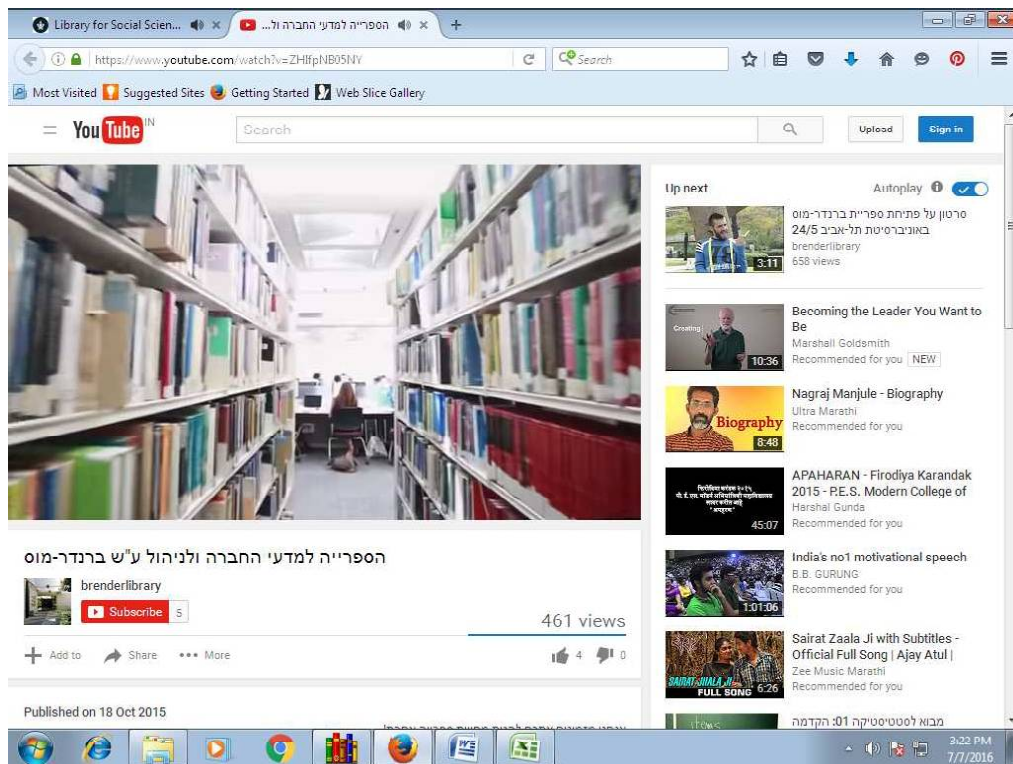 Library for Social Scien...
הספרייה למדעי החברה ול...
https://www.youtube.com/watch?v=ZHIfpNB05NY
Search
Most Visited Suggested Sites Getting Started Web Slice Gallery
YouTube IN
Search
Upload
Sign in
Up next
Autoplay
סרטון על פתיחת ספריית ברנדר-מוס
באוניברסיטת תל-אביב 24/5
brenderlibrary
658 views
3:11
Becoming the Leader You Want to
Be
Marshall Goldsmith
Recommended for you NEW
Creating
10:36
Nagraj Manjule - Biography
Ultra Marathi
Recommended for you
Biography
8:48
APAHARAN - Firodiya Karandak
2015 - P.E.S. Modern College of
Harshal Gunda
Recommended for you
45:07
India's no1 motivational speech
B.B. GURUNG
Recommended for you
1:01:06
Sairat Zaala Ji with Subtitles -
Official Full Song | Ajay Atul |
Zee Music Marathi
Recommended for you
SAIRAT JHALA JI
FULL SONG
6:26
מבוא לסטטיסטיקה 01: הקדמה
items
הספרייה למדעי החברה ולניהול ע"ש ברנדר-מוס
brenderlibrary
Subscribe 5
461 views
Add to Share More
4 0
Published on 18 Oct 2015
3:22 PM
7/7/2016